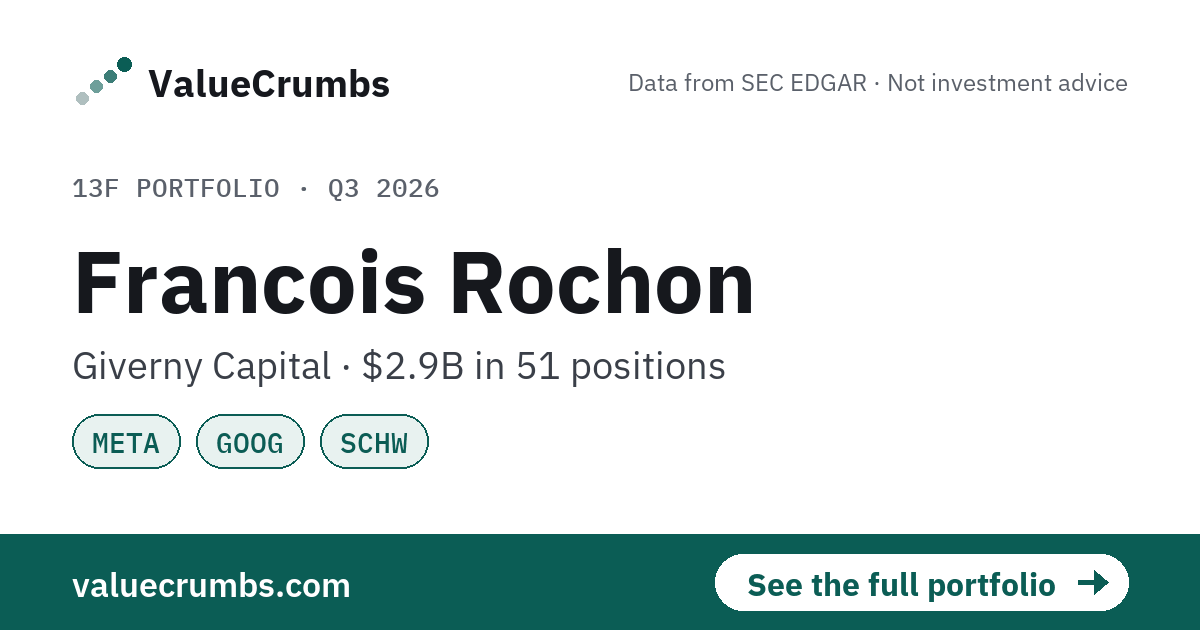 ValueCrumbs
Data from SEC EDGAR · Not investment advice
13F PORTFOLIO · Q3 2026
Francois Rochon
Giverny Capital · $2.9B in 51 positions
META GOOG SCHW
valuecrumbs.com
See the full portfolio →